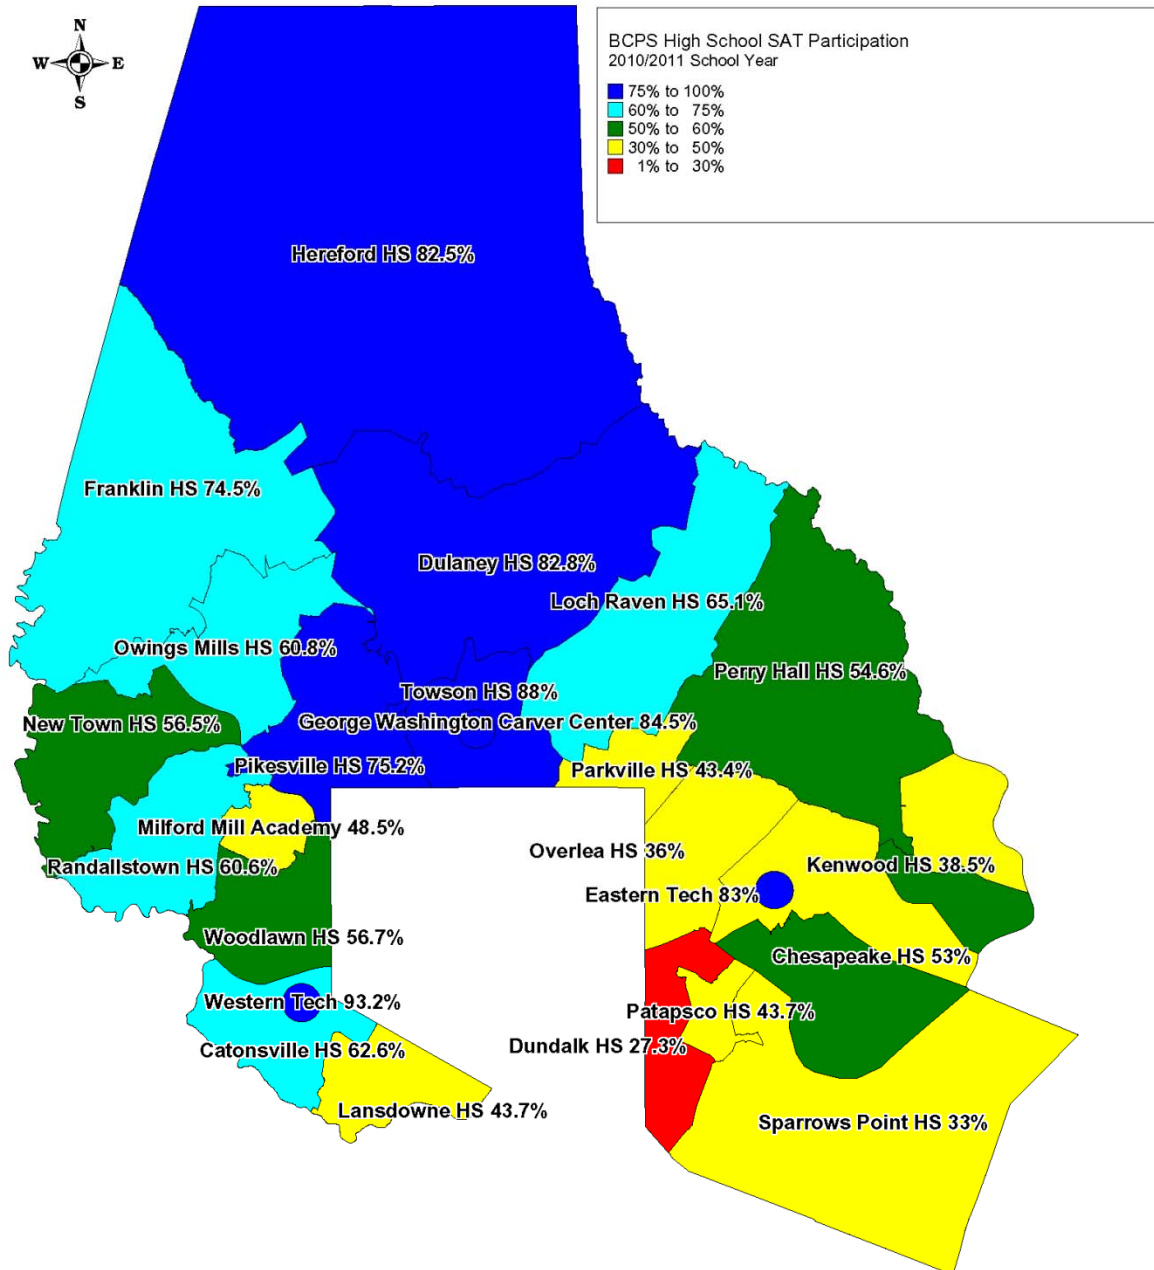 N
W E
S
BCPS High School SAT Participation
2010/2011 School Year
75% to 100%
60% to 75%
50% to 60%
30% to 50%
1% to 30%
Hereford HS 82.5%
Franklin HS 74.5%
Dulaney HS 82.8%
Loch Raven HS 65.1%
Owings Mills HS 60.8%
Perry Hall HS 54.6%
Towson HS 88%
New Town HS 56.5%
George Washington Carver Center 84.5%
Pikesville HS 75.2%
Parkville HS 43.4%
Milford Mill Academy 48.5%
Overlea HS 36%
Randallstown HS 60.6%
Kenwood HS 38.5%
Eastern Tech 83%
Woodlawn HS 56.7%
Chesapeake HS 53%
Western Tech 93.2%
Patapsco HS 43.7%
Catonsville HS 62.6%
Dundalk HS 27.3%
Lansdowne HS 43.7%
Sparrows Point HS 33%